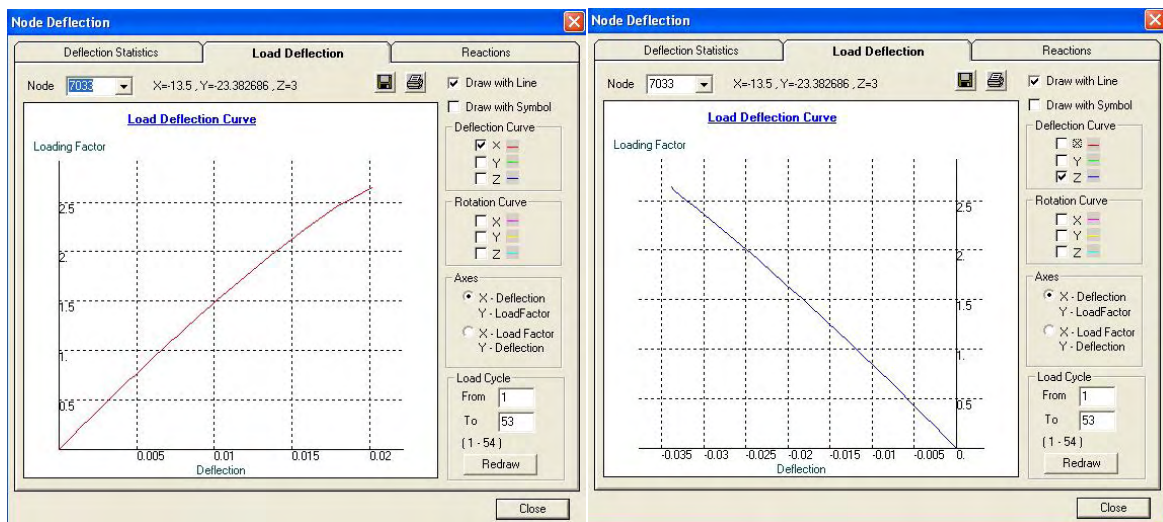 Node Deflection
Deflection Statistics
Load Deflection
Reactions
Node 7033 X=-13.5 , Y=-23.382686 , Z=3
Draw with Line
Draw with Symbol
Load Deflection Curve
Loading Factor
2.5
2.
1.5
1.
0.5
0.005 0.01 0.015 0.02
Deflection
Deflection Curve
X
Y
Z
Rotation Curve
X
Y
Z
Axes
X - Deflection
Y - LoadFactor
X - Load Factor
Y - Deflection
Load Cycle
From 1
To 53
( 1 - 54 )
Redraw
Close
Node Deflection
Deflection Statistics
Load Deflection
Reactions
Node 7033 X=-13.5 , Y=-23.382686 , Z=3
Draw with Line
Draw with Symbol
Load Deflection Curve
Loading Factor
2.5
2.
1.5
1.
0.5
-0.035 -0.03 -0.025 -0.02 -0.015 -0.01 -0.005 0.
Deflection
Deflection Curve
X
Y
Z
Rotation Curve
X
Y
Z
Axes
X - Deflection
Y - LoadFactor
X - Load Factor
Y - Deflection
Load Cycle
From 1
To 53
( 1 - 54 )
Redraw
Close